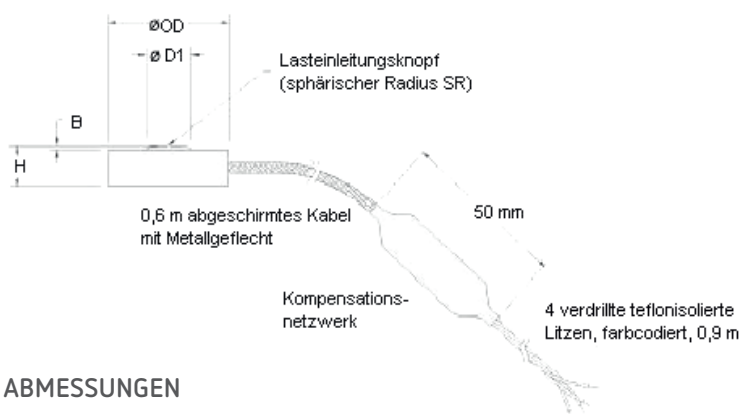 ØOD
Ø D1
Lasteinleitungsknopf
(sphärischer Radius SR)
B
H
0,6 m abgeschirmtes Kabel
mit Metallgeflecht
50 mm
Kompensations-
netzwerk
4 verdrillte teflonisolierte
Litzen, farbcodiert, 0,9 m
ABMESSUNGEN